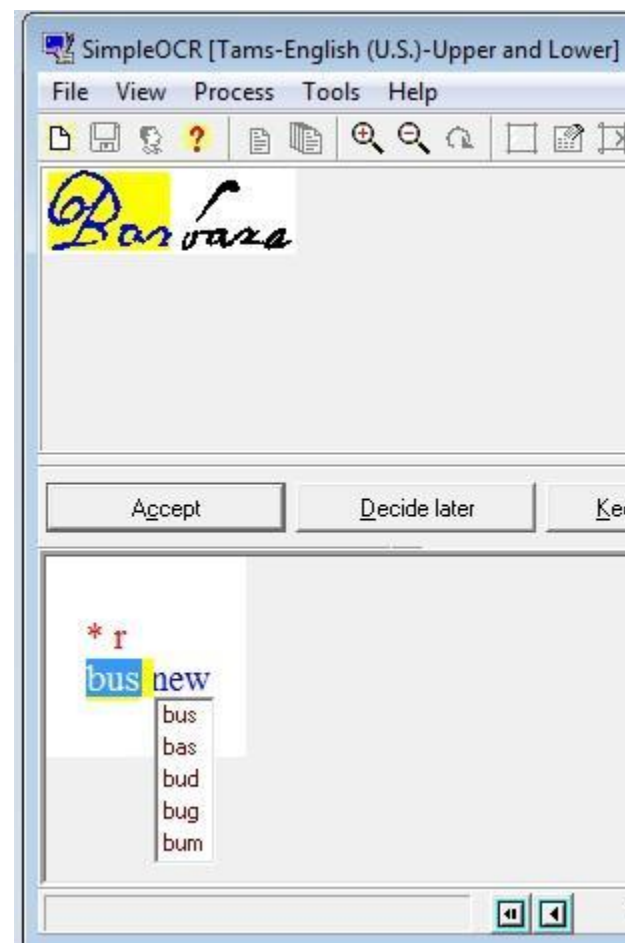 SimpleOCR [Tams-English (U.S.)-Upper and Lower]
File View Process Tools Help
Barbara
Accept Decide later
* r
bus new
bus
bas
bud
bug
bum